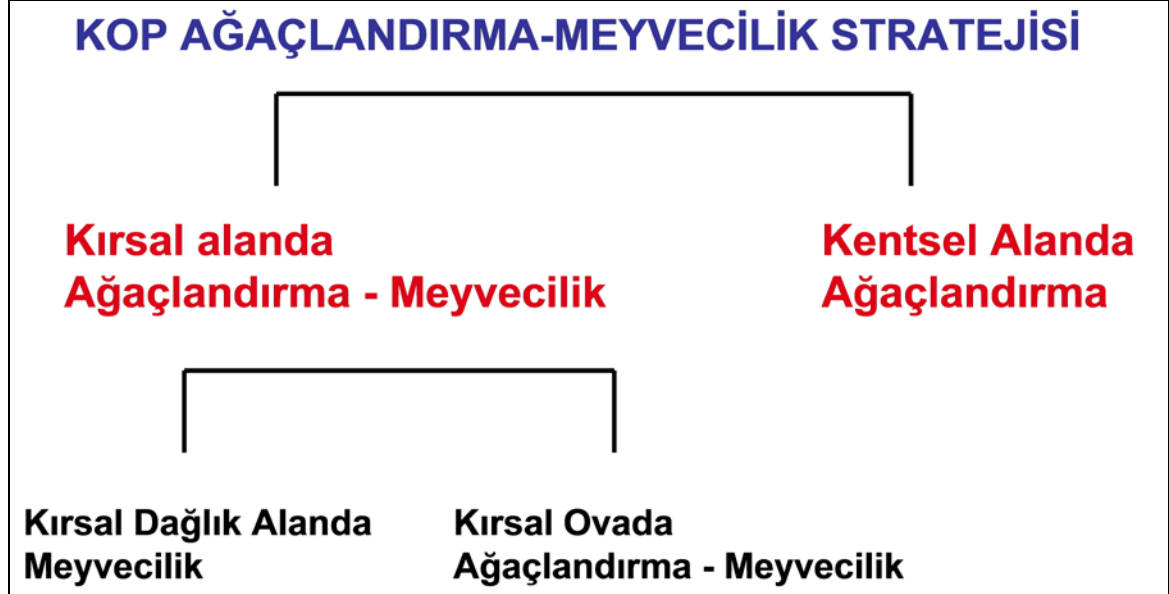 KOP AĞAÇLANDIRMA-MEYVECİLİK STRATEJİSİ
Kırsal alanda
Ağaçlandırma - Meyvecilik
Kentsel Alanda
Ağaçlandırma
Kırsal Dağlık Alanda
Meyvecilik
Kırsal Ovada
Ağaçlandırma - Meyvecilik